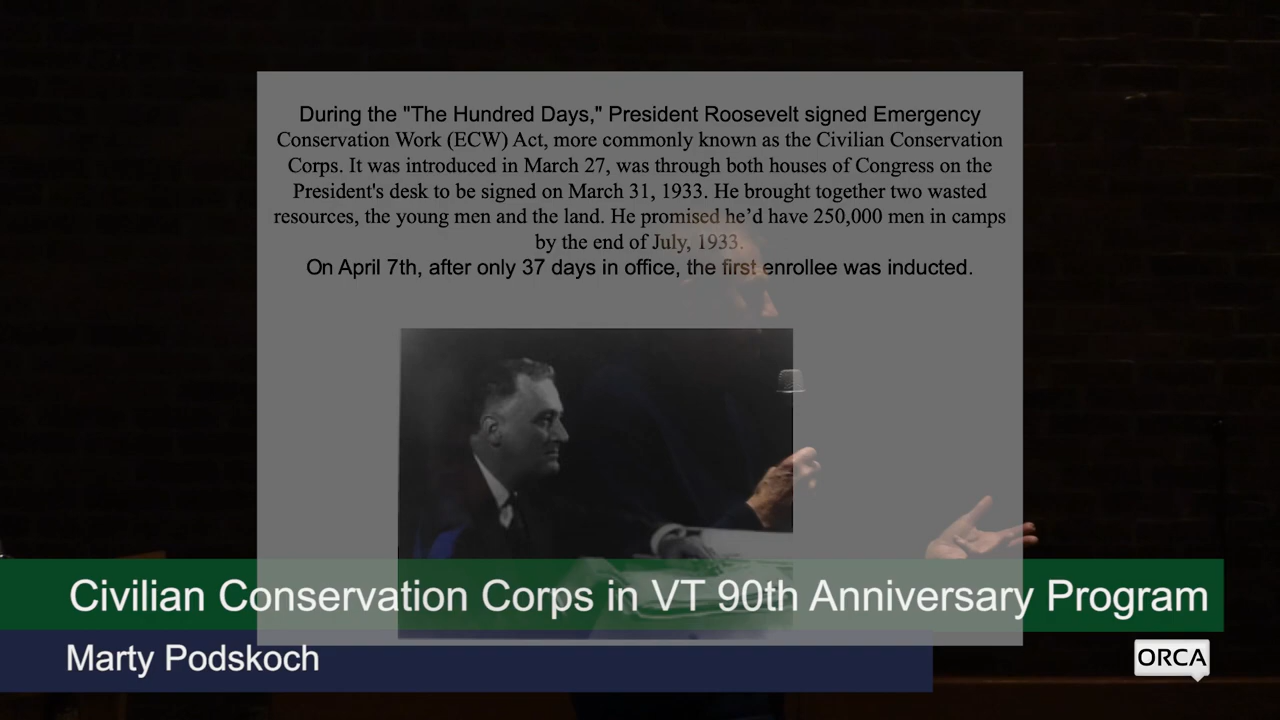 During the "The Hundred Days," President Roosevelt signed Emergency
Conservation Work (ECW) Act, more commonly known as the Civilian Conservation
Corps. It was introduced in March 27, was through both houses of Congress on the
President's desk to be signed on March 31, 1933. He brought together two wasted
resources, the young men and the land. He promised he’d have 250,000 men in camps
by the end of July, 1933.
On April 7th, after only 37 days in office, the first enrollee was inducted.
Civilian Conservation Corps in VT 90th Anniversary Program
Marty Podskoch
ORCA